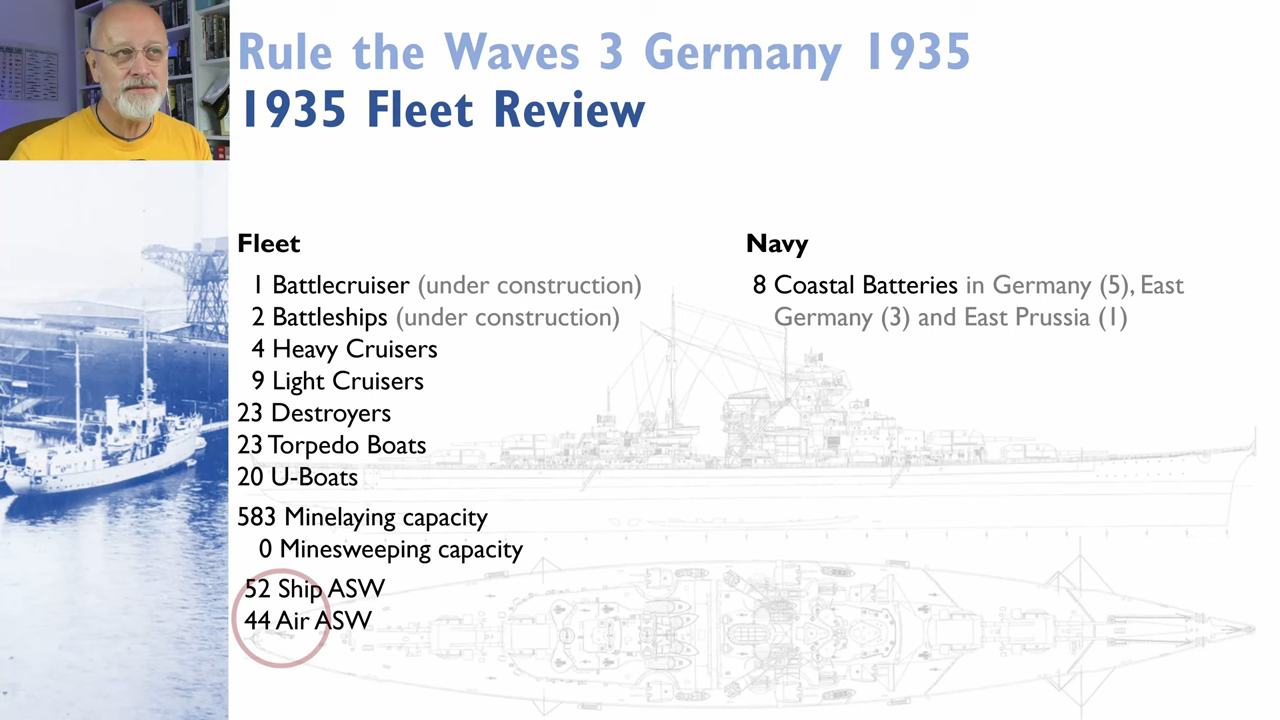 Rule the Waves 3 Germany 1935
1935 Fleet Review
Fleet
1 Battlecruiser (under construction)
2 Battleships (under construction)
4 Heavy Cruisers
9 Light Cruisers
23 Destroyers
23 Torpedo Boats
20 U-Boats
583 Minelaying capacity
0 Minesweeping capacity
52 Ship ASW
44 Air ASW
Navy
8 Coastal Batteries in Germany (5), East
Germany (3) and East Prussia (1)